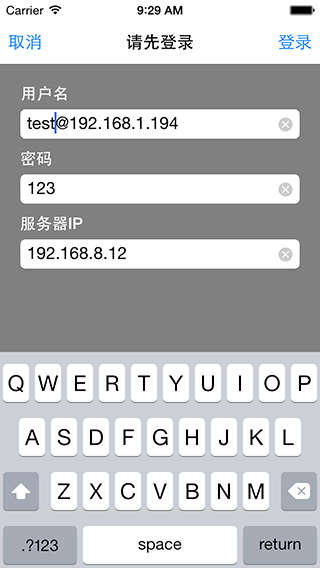 Carrier 9:29 AM
取消 请先登录 登录
用户名
test@192.168.1.194
密码
123
服务器IP
192.168.8.12
Q W E R T Y U I O P
A S D F G H J K L
Z X C V B N M
.?123 space return